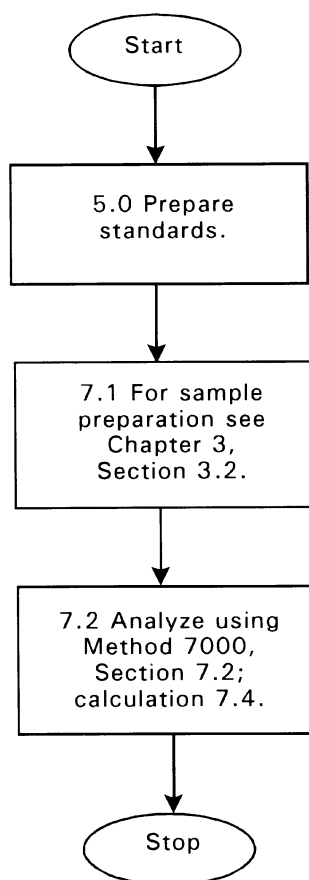 Start
5.0 Prepare
standards.
7.1 For sample
preparation see
Chapter 3,
Section 3.2.
7.2 Analyze using
Method 7000,
Section 7.2;
calculation 7.4.
Stop